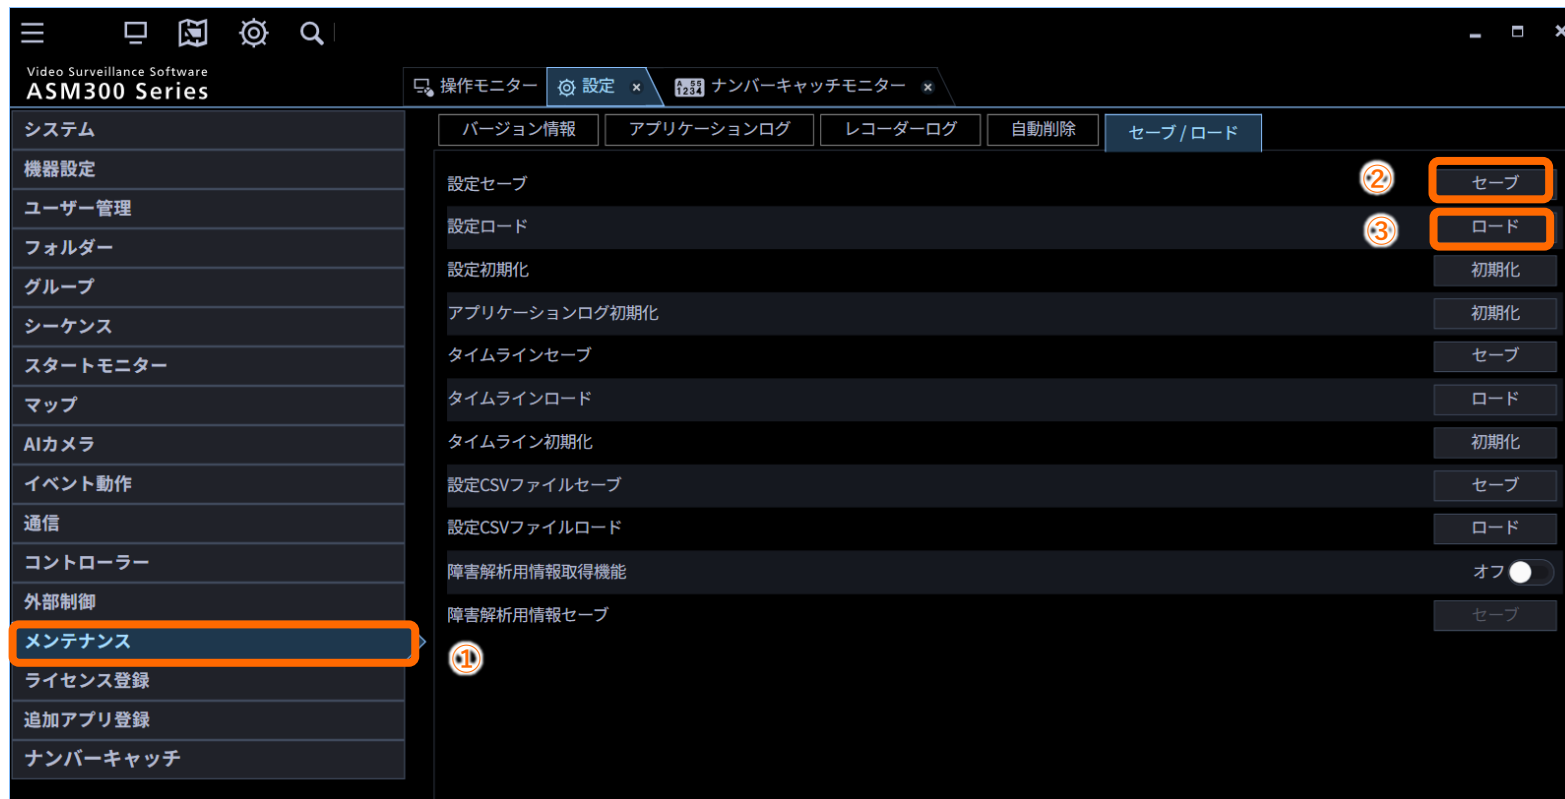 Video Surveillance Software
ASM300 Series
操作モニター
設定
ナンバーキャッチモニター
システム
機器設定
ユーザー管理
フォルダー
グループ
シーケンス
スタートモニター
マップ
AIカメラ
イベント動作
通信
コントローラー
外部制御
メンテナンス
ライセンス登録
追加アプリ登録
ナンバーキャッチ
バージョン情報
アプリケーションログ
レコーダーログ
自動削除
セーブ / ロード
設定セーブ ② セーブ
設定ロード ③ ロード
設定初期化 初期化
アプリケーションログ初期化 初期化
タイムラインセーブ セーブ
タイムラインロード ロード
タイムライン初期化 初期化
設定CSVファイルセーブ セーブ
設定CSVファイルロード ロード
障害解析用情報取得機能 オフ
障害解析用情報セーブ セーブ
①